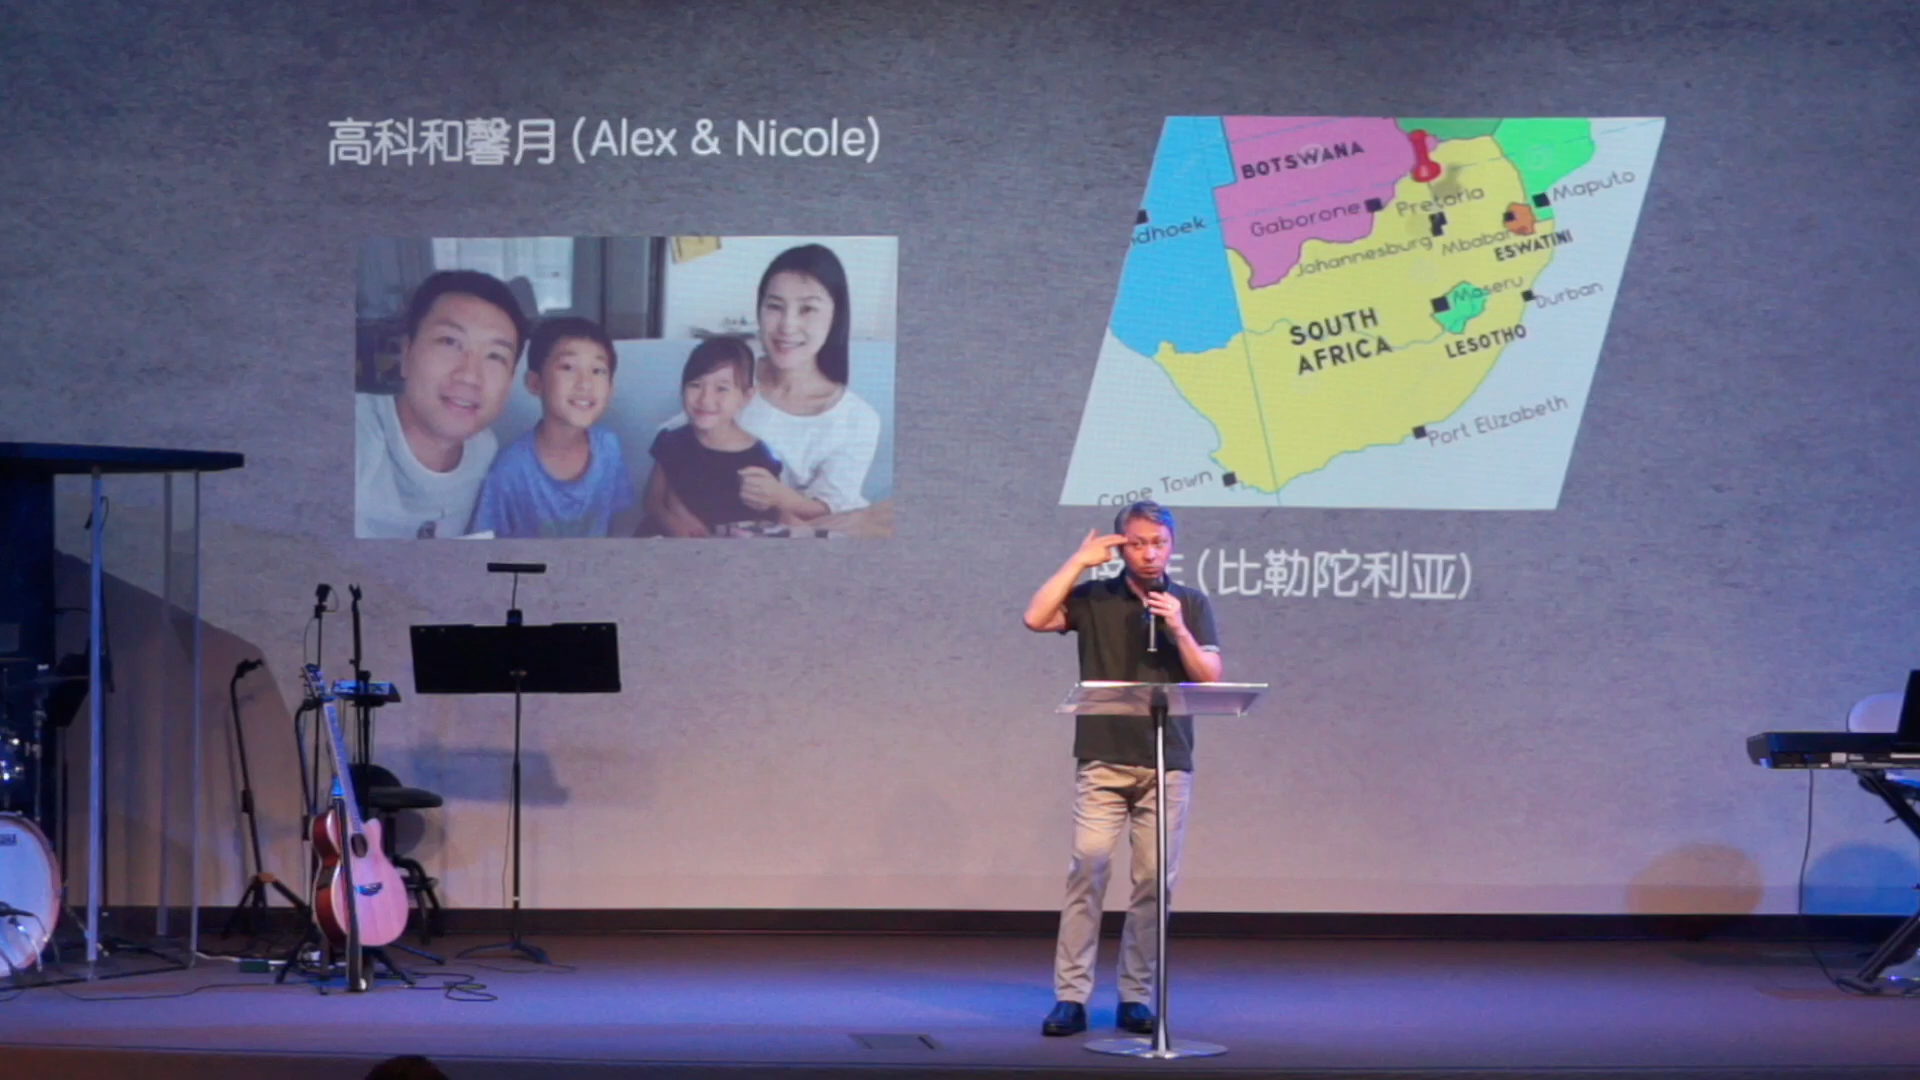 高科和馨月 (Alex & Nicole)
BOTSWANA
Gaborone
Pretoria
Maputo
Johannesburg
ESWATINI
Maseru
Durban
SOUTH
AFRICA
LESOTHO
Port Elizabeth
Cape Town
(比勒陀利亚)